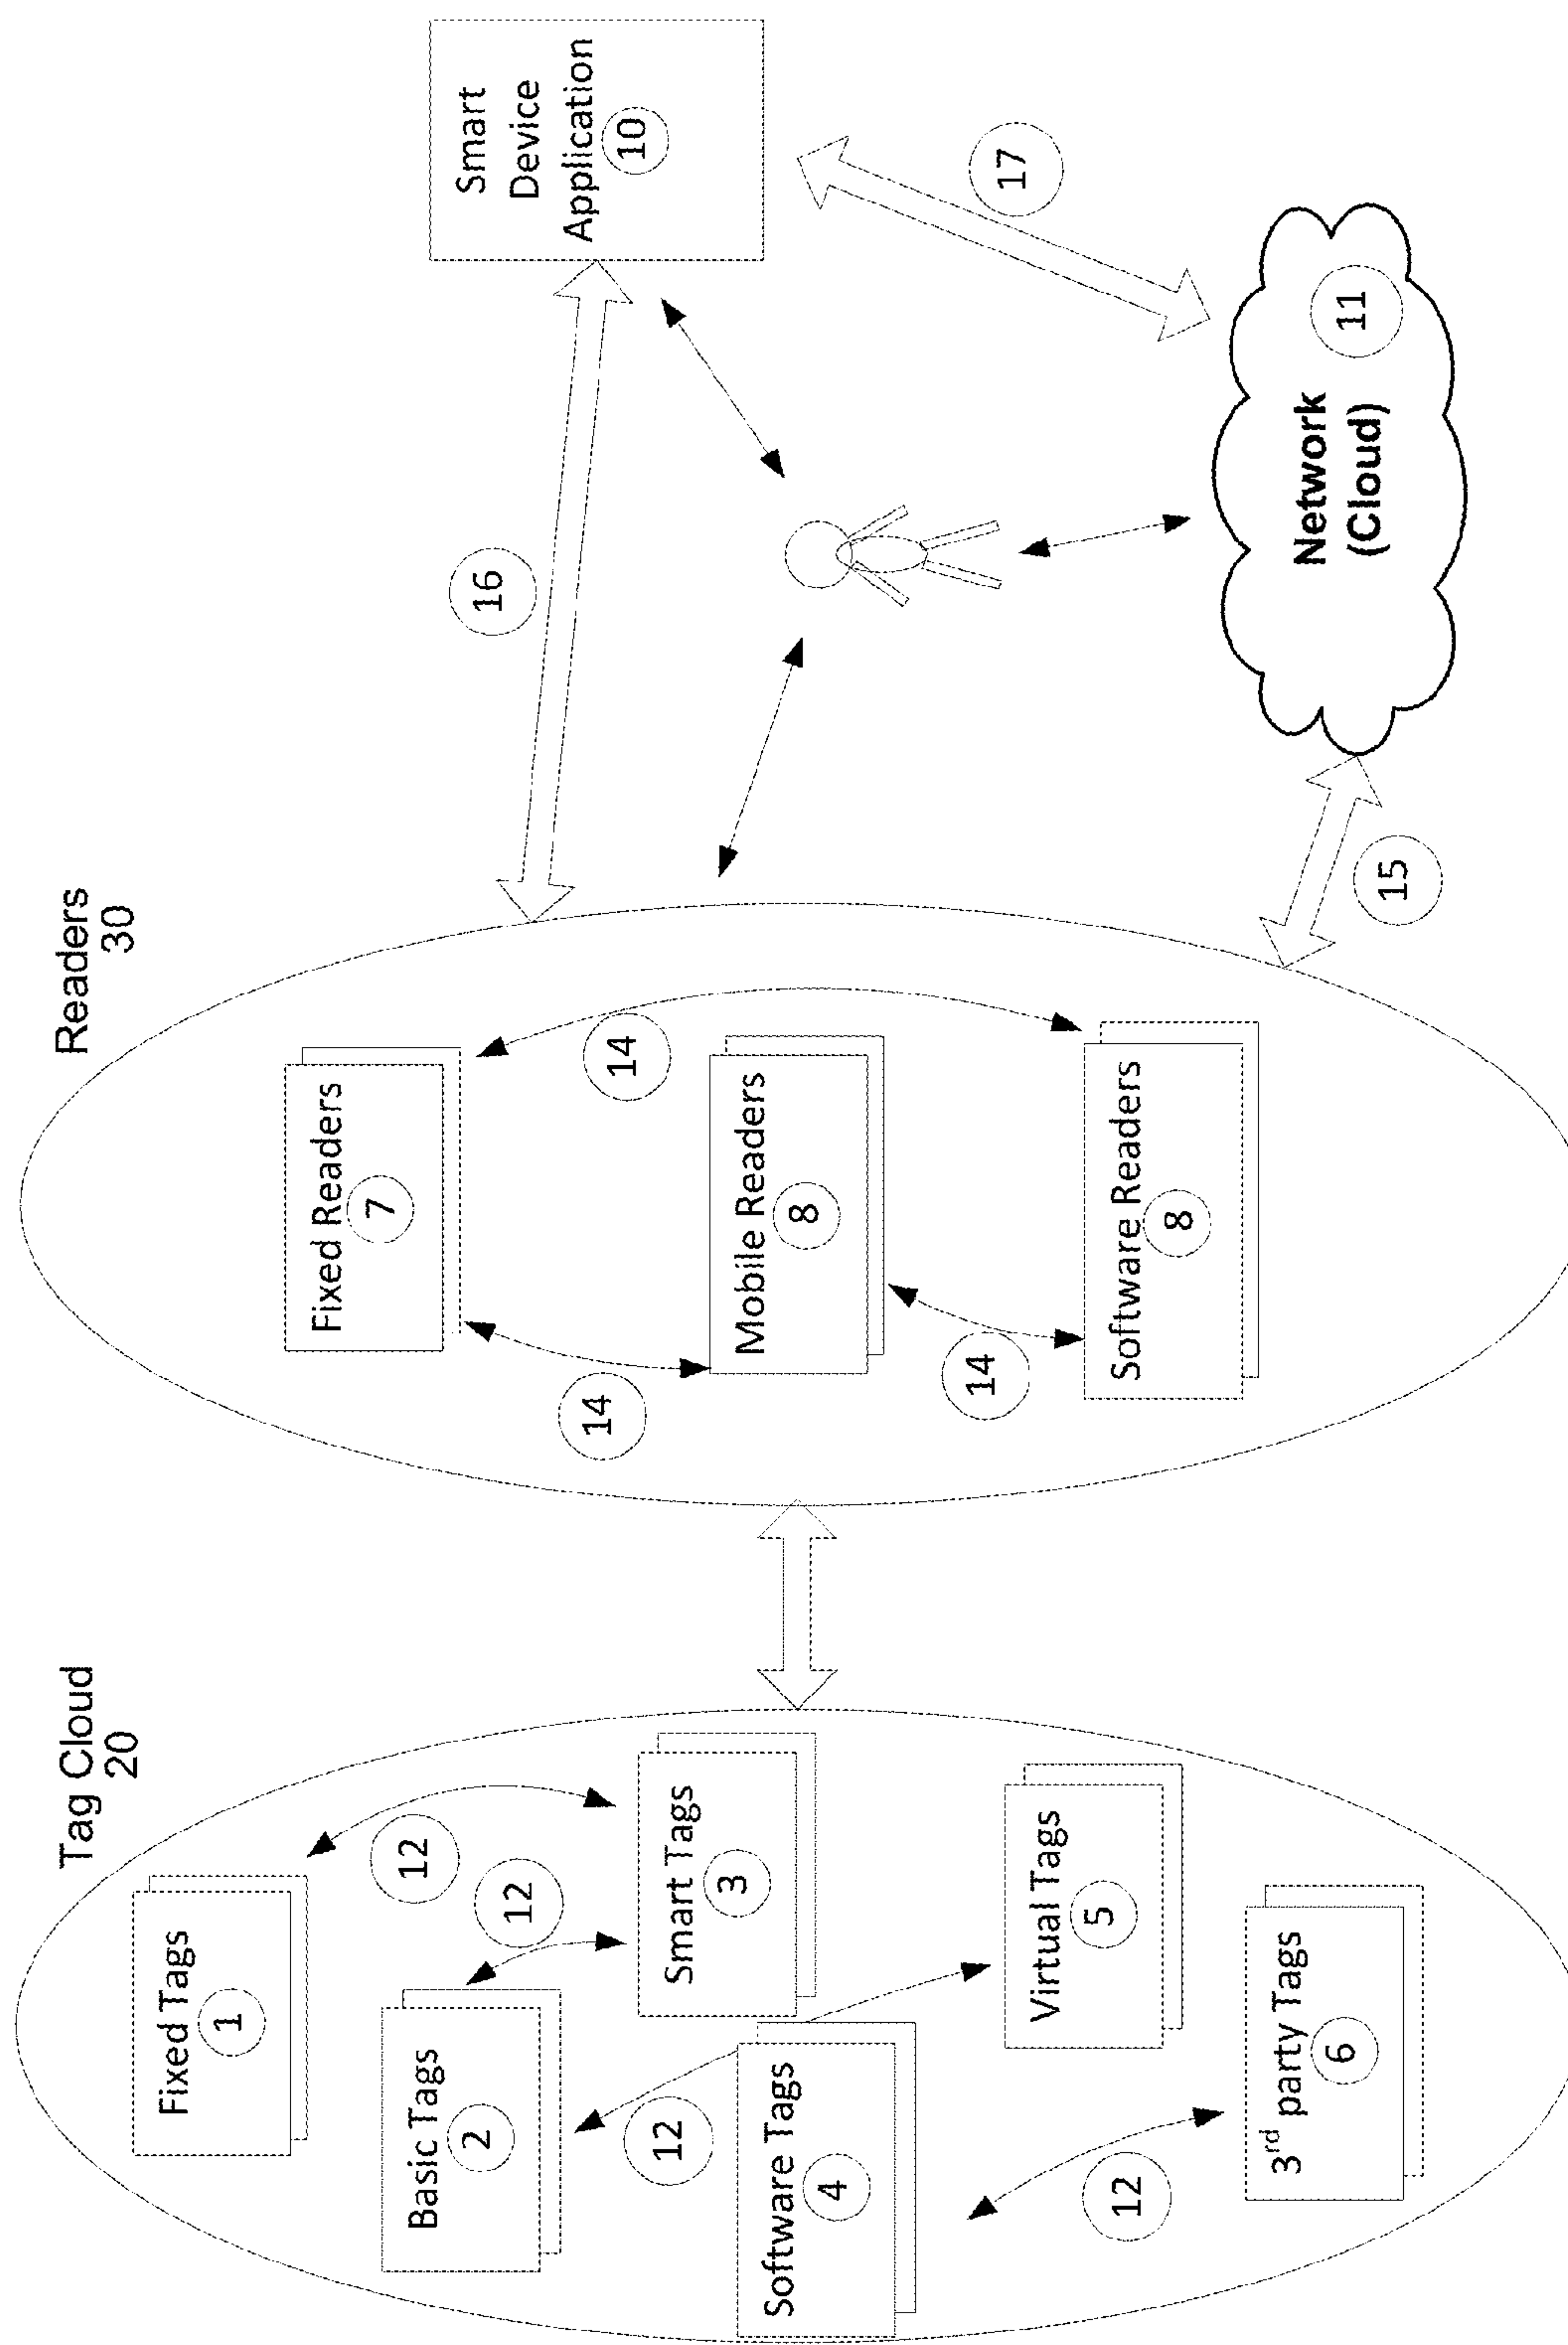 Tag Cloud
20
Fixed Tags
1
12
Basic Tags
2
12
Smart Tags
3
12
Software Tags
4
Virtual Tags
5
12
3rd party Tags
6
Readers
30
Fixed Readers
7
14
14
Mobile Readers
8
14
Software Readers
8
16
15
Smart
Device
Application
10
17
Network
(Cloud)
11